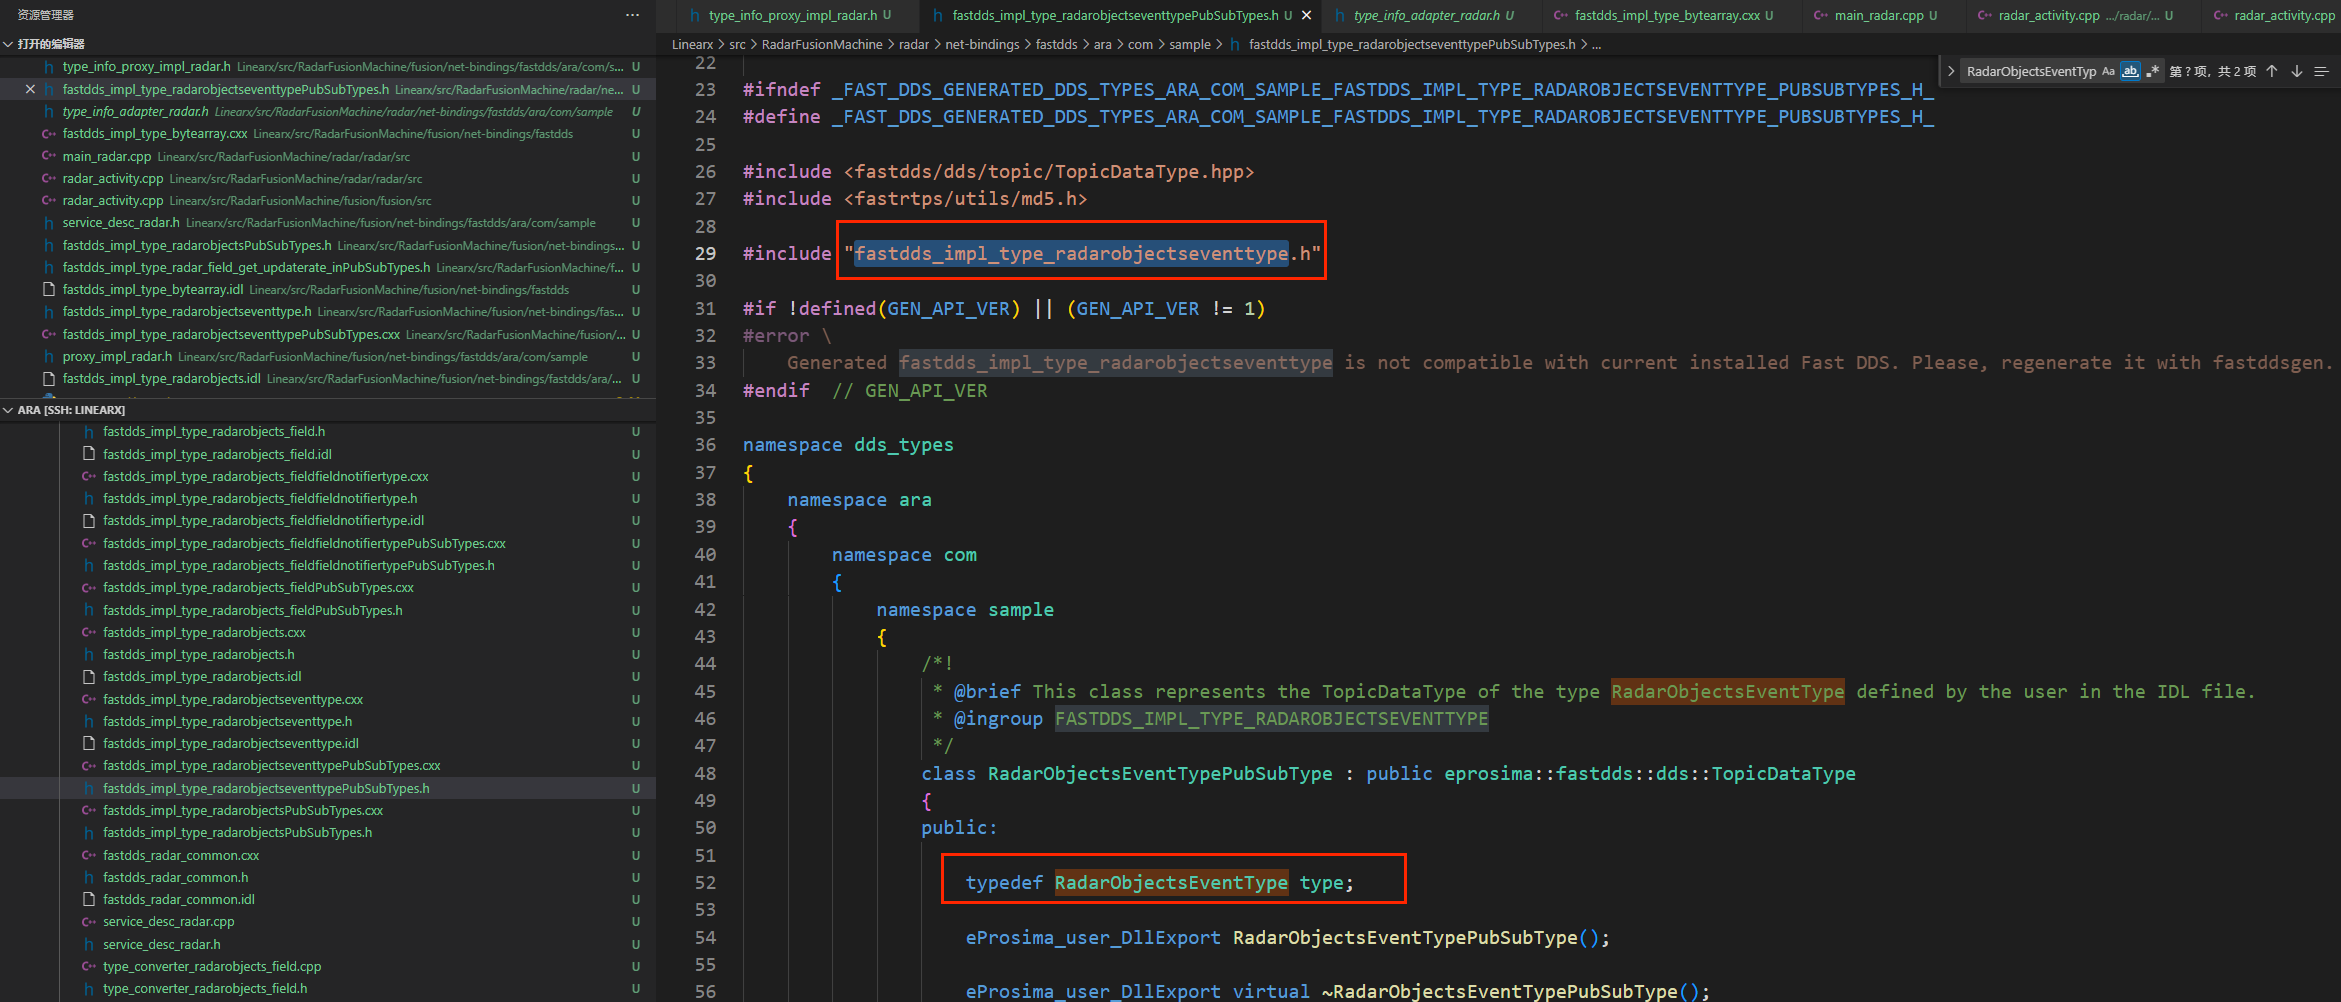 资源管理器
···
打开的编辑器
type_info_proxy_impl_radar.h Linearx/src/RadarFusionMachine/fusion/net-bindings/fastdds/ara/com/s... U
fastdds_impl_type_radarobjectseventtypePubSubTypes.h Linearx/src/RadarFusionMachine/radar/ne... U
type_info_adapter_radar.h Linearx/src/RadarFusionMachine/radar/net-bindings/fastdds/ara/com/sample U
fastdds_impl_type_bytearray.cxx Linearx/src/RadarFusionMachine/fusion/net-bindings/fastdds U
main_radar.cpp Linearx/src/RadarFusionMachine/radar/radar/src U
radar_activity.cpp Linearx/src/RadarFusionMachine/radar/radar/src U
radar_activity.cpp Linearx/src/RadarFusionMachine/fusion/fusion/src U
service_desc_radar.h Linearx/src/RadarFusionMachine/fusion/net-bindings/fastdds/ara/com/sample U
fastdds_impl_type_radarobjectsPubSubTypes.h Linearx/src/RadarFusionMachine/fusion/net-bindings... U
fastdds_impl_type_radar_field_get_updaterate_inPubSubTypes.h Linearx/src/RadarFusionMachine/f... U
fastdds_impl_type_bytearray.idl Linearx/src/RadarFusionMachine/fusion/net-bindings/fastdds U
fastdds_impl_type_radarobjectseventtype.h Linearx/src/RadarFusionMachine/fusion/net-bindings/fas... U
fastdds_impl_type_radarobjectseventtypePubSubTypes.cxx Linearx/src/RadarFusionMachine/fusion/... U
proxy_impl_radar.h Linearx/src/RadarFusionMachine/fusion/net-bindings/fastdds/ara/com/sample U
fastdds_impl_type_radarobjects.idl Linearx/src/RadarFusionMachine/fusion/net-bindings/fastdds/ara/... U
ARA [SSH: LINEARX]
fastdds_impl_type_radarobjects_field.h U
fastdds_impl_type_radarobjects_field.idl U
fastdds_impl_type_radarobjects_fieldfieldnotifiertype.cxx U
fastdds_impl_type_radarobjects_fieldfieldnotifiertype.h U
fastdds_impl_type_radarobjects_fieldfieldnotifiertype.idl U
fastdds_impl_type_radarobjects_fieldfieldnotifiertypePubSubTypes.cxx U
fastdds_impl_type_radarobjects_fieldfieldnotifiertypePubSubTypes.h U
fastdds_impl_type_radarobjects_fieldPubSubTypes.cxx U
fastdds_impl_type_radarobjects_fieldPubSubTypes.h U
fastdds_impl_type_radarobjects.cxx U
fastdds_impl_type_radarobjects.h U
fastdds_impl_type_radarobjects.idl U
fastdds_impl_type_radarobjectseventtype.cxx U
fastdds_impl_type_radarobjectseventtype.h U
fastdds_impl_type_radarobjectseventtype.idl U
fastdds_impl_type_radarobjectseventtypePubSubTypes.cxx U
fastdds_impl_type_radarobjectseventtypePubSubTypes.h U
fastdds_impl_type_radarobjectsPubSubTypes.cxx U
fastdds_impl_type_radarobjectsPubSubTypes.h U
fastdds_radar_common.cxx U
fastdds_radar_common.h U
fastdds_radar_common.idl U
service_desc_radar.cpp U
service_desc_radar.h U
type_converter_radarobjects_field.cpp U
type_converter_radarobjects_field.h U
type_info_proxy_impl_radar.h U
fastdds_impl_type_radarobjectseventtypePubSubTypes.h U
type_info_adapter_radar.h U
fastdds_impl_type_bytearray.cxx U
main_radar.cpp U
radar_activity.cpp .../radar/... U
radar_activity.cpp
Linearx > src > RadarFusionMachine > radar > net-bindings > fastdds > ara > com > sample > fastdds_impl_type_radarobjectseventtypePubSubTypes.h > ...
RadarObjectsEventTyp Aa ab .* 第 ? 项, 共 2 项
22
23 #ifndef _FAST_DDS_GENERATED_DDS_TYPES_ARA_COM_SAMPLE_FASTDDS_IMPL_TYPE_RADAROBJECTSEVENTTYPE_PUBSUBTYPES_H_
24 #define _FAST_DDS_GENERATED_DDS_TYPES_ARA_COM_SAMPLE_FASTDDS_IMPL_TYPE_RADAROBJECTSEVENTTYPE_PUBSUBTYPES_H_
25
26 #include <fastdds/dds/topic/TopicDataType.hpp>
27 #include <fastrtps/utils/md5.h>
28
29 #include "fastdds_impl_type_radarobjectseventtype.h"
30
31 #if !defined(GEN_API_VER) || (GEN_API_VER != 1)
32 #error \
33 Generated fastdds_impl_type_radarobjectseventtype is not compatible with current installed Fast DDS. Please, regenerate it with fastddsgen.
34 #endif // GEN_API_VER
35
36 namespace dds_types
37 {
38 namespace ara
39 {
40 namespace com
41 {
42 namespace sample
43 {
44 /*!
45 * @brief This class represents the TopicDataType of the type RadarObjectsEventType defined by the user in the IDL file.
46 * @ingroup FASTDDS_IMPL_TYPE_RADAROBJECTSEVENTTYPE
47 */
48 class RadarObjectsEventTypePubSubType : public eprosima::fastdds::dds::TopicDataType
49 {
50 public:
51
52 typedef RadarObjectsEventType type;
53
54 eProsima_user_DllExport RadarObjectsEventTypePubSubType();
55
56 eProsima_user_DllExport virtual ~RadarObjectsEventTypePubSubType();